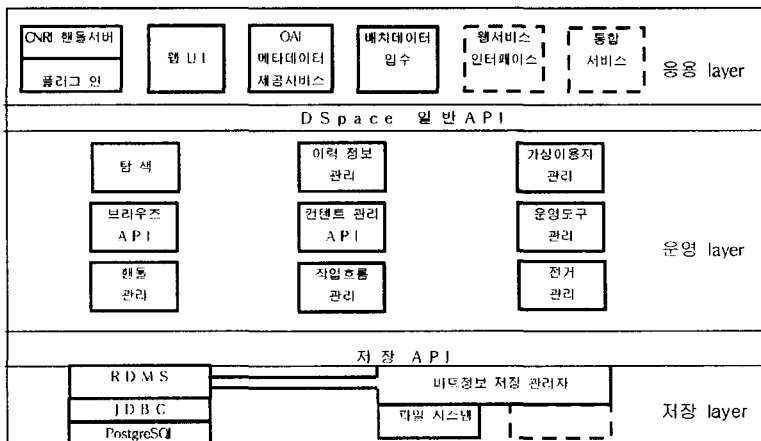 CNRI 핸들서버
플러그 인
웹 UI
OAI
메타데이터
제공서비스
배치데이터
입수
웹서비스
인터페이스
통합
서비스
응용 layer
DSpace 일반API
탐색
이력 정보
관리
가상이용자
관리
브라우즈
API
컨텐트 관리
API
운영도구
관리
운영 layer
핸들
관리
작업흐름
관리
전거
관리
저장 API
RDMS
비트정보 저장 관리자
JDBC
파일 시스템
저장 layer
PostgreSQl